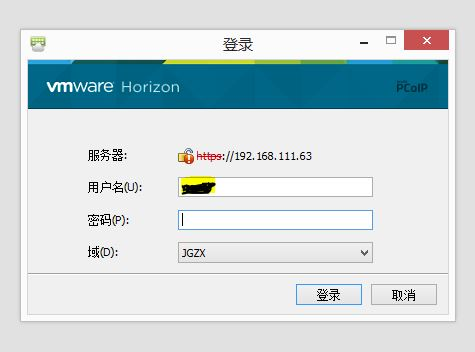 登录
vmware Horizon
PCoIP
服务器: https://192.168.111.63
用户名(U):
密码(P):
域(D): JGZX
登录 取消